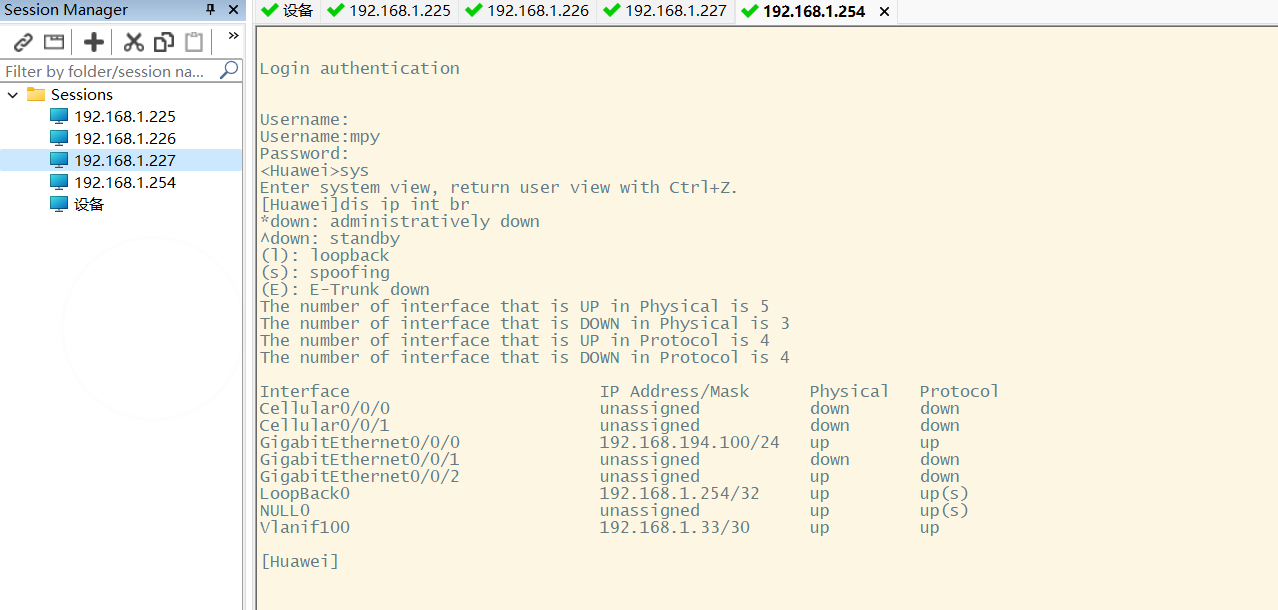 Session Manager
设备 192.168.1.225 192.168.1.226 192.168.1.227 192.168.1.254
Filter by folder/session na...
Sessions
192.168.1.225
192.168.1.226
192.168.1.227
192.168.1.254
设备
Login authentication
Username:
Username:mpy
Password:
<Huawei>sys
Enter system view, return user view with Ctrl+Z.
[Huawei]dis ip int br
*down: administratively down
^down: standby
(l): loopback
(s): spoofing
(E): E-Trunk down
The number of interface that is UP in Physical is 5
The number of interface that is DOWN in Physical is 3
The number of interface that is UP in Protocol is 4
The number of interface that is DOWN in Protocol is 4
Interface IP Address/Mask Physical Protocol
Cellular0/0/0 unassigned down down
Cellular0/0/1 unassigned down down
GigabitEthernet0/0/0 192.168.194.100/24 up up
GigabitEthernet0/0/1 unassigned down down
GigabitEthernet0/0/2 unassigned up down
LoopBack0 192.168.1.254/32 up up(s)
NULL0 unassigned up up(s)
Vlanif100 192.168.1.33/30 up up
[Huawei]